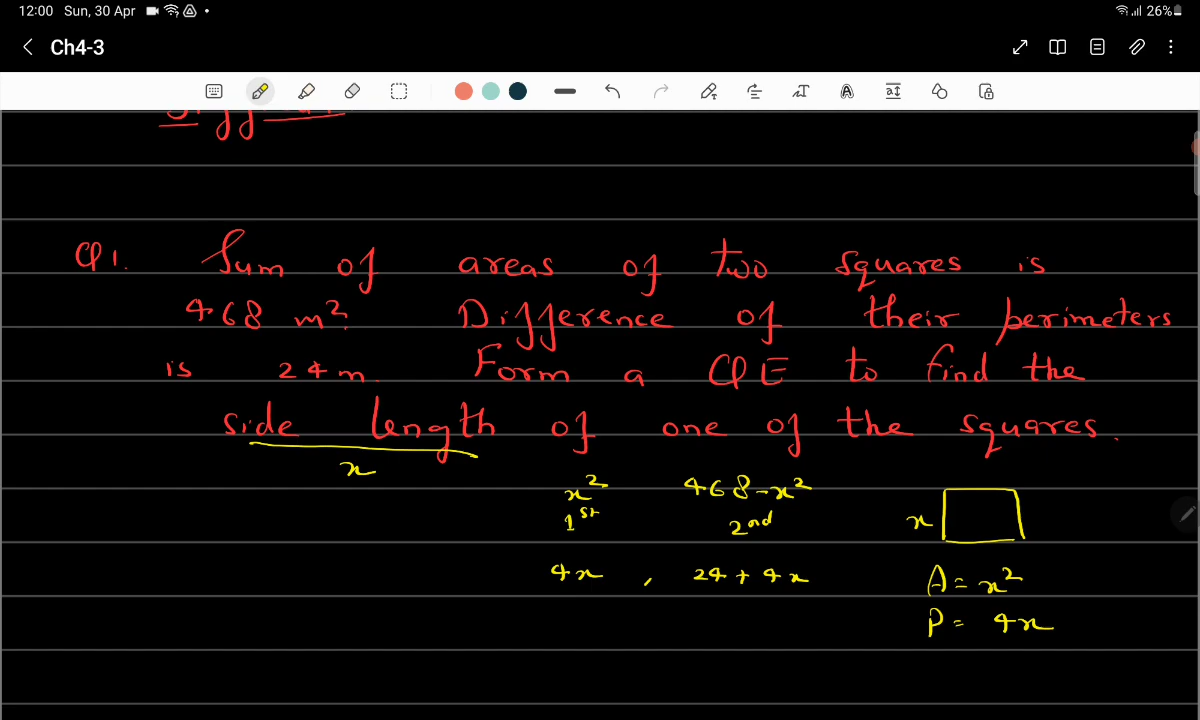 12:00 Sun, 30 Apr
26%
Ch4-3
Q1. Sum of areas of two squares is
468 m². Difference of their perimeters
is 24m. Form a QE to find the
side length of one of the squares.
x
x² 468-x²
1st 2nd
x
4x , 24+4x
A = x²
P = 4x